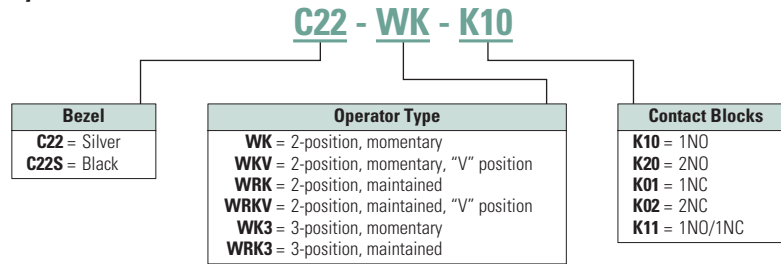 C22 - WK - K10
Bezel
C22 = Silver
C22S = Black
Operator Type
WK = 2-position, momentary
WKV = 2-position, momentary, “V” position
WRK = 2-position, maintained
WRKV = 2-position, maintained, “V” position
WK3 = 3-position, momentary
WRK3 = 3-position, maintained
Contact Blocks
K10 = 1NO
K20 = 2NO
K01 = 1NC
K02 = 2NC
K11 = 1NO/1NC